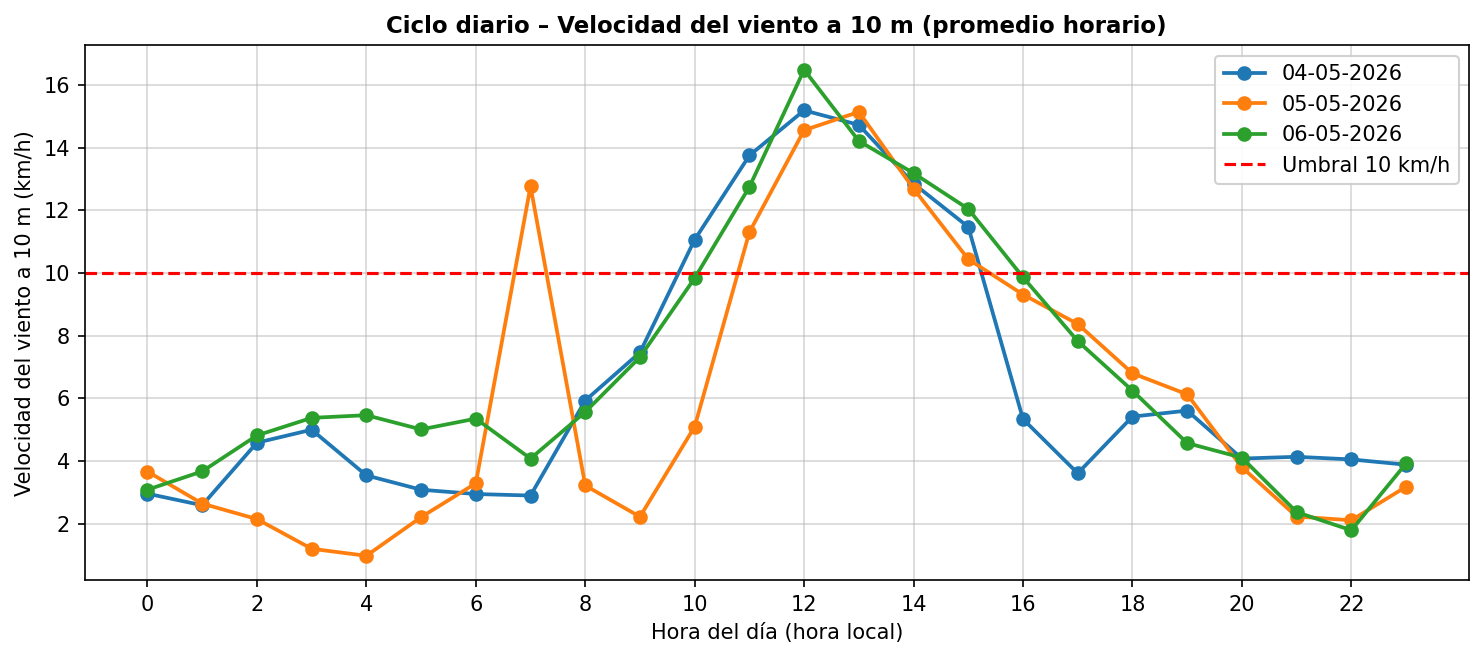 Ciclo diario – Velocidad del viento a 10 m (promedio horario)
Velocidad del viento a 10 m (km/h)
16
14
12
10
8
6
4
2
04-05-2026
05-05-2026
06-05-2026
Umbral 10 km/h
0 2 4 6 8 10 12 14 16 18 20 22
Hora del día (hora local)